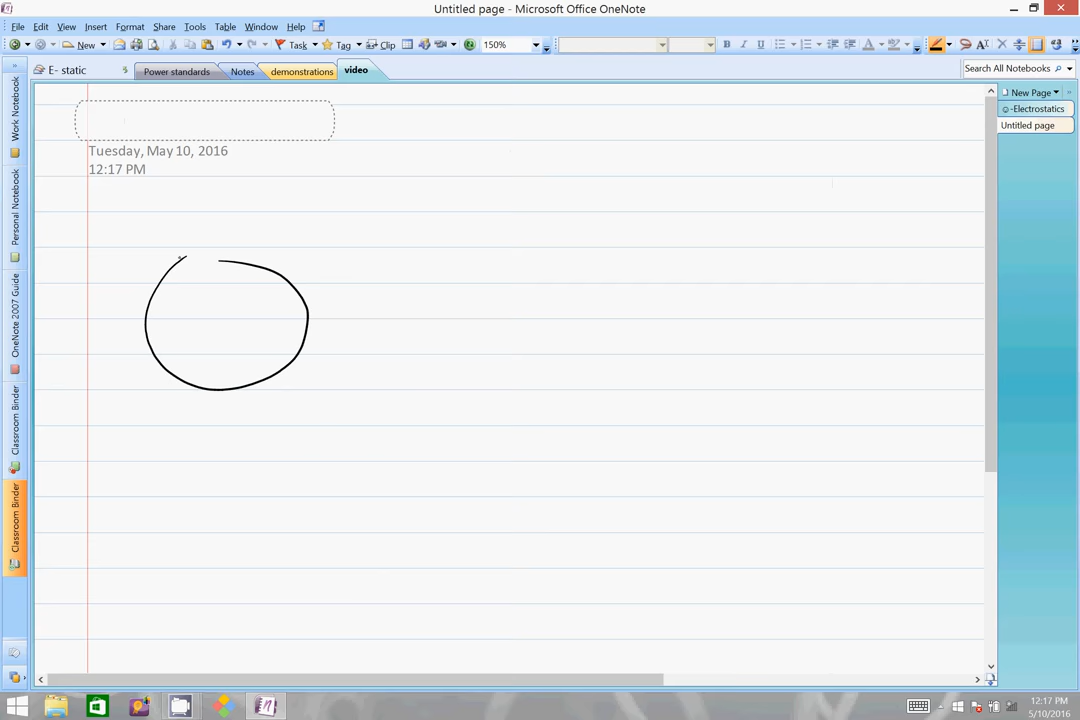 Untitled page - Microsoft Office OneNote
File Edit View Insert Format Share Tools Table Window Help
Back New Task Tag Clip 150% B I U A
E- static Power standards Notes demonstrations video Search All Notebooks
New Page
-Electrostatics
Untitled page
Tuesday, May 10, 2016
12:17 PM
Work Notebook
Personal Notebook
OneNote 2007 Guide
Classroom Binder
Classroom Binder
12:17 PM
5/10/2016